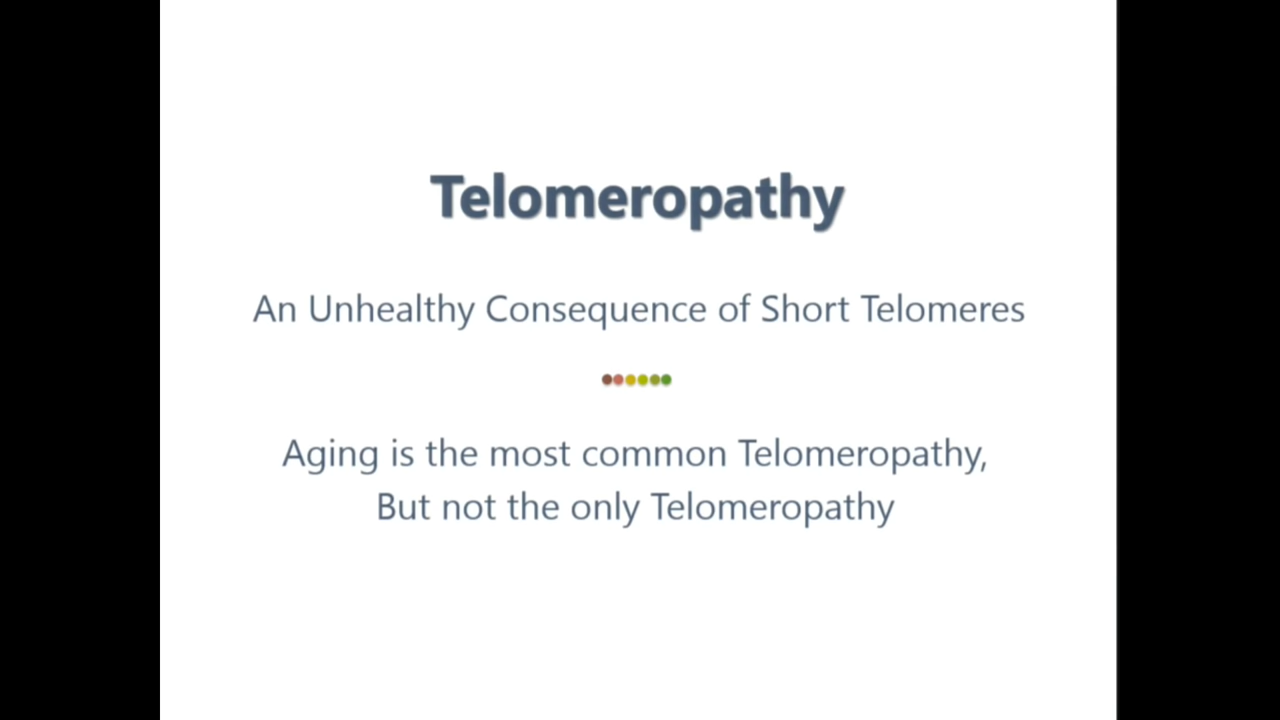 Telomeropathy
An Unhealthy Consequence of Short Telomeres
Aging is the most common Telomeropathy,
But not the only Telomeropathy